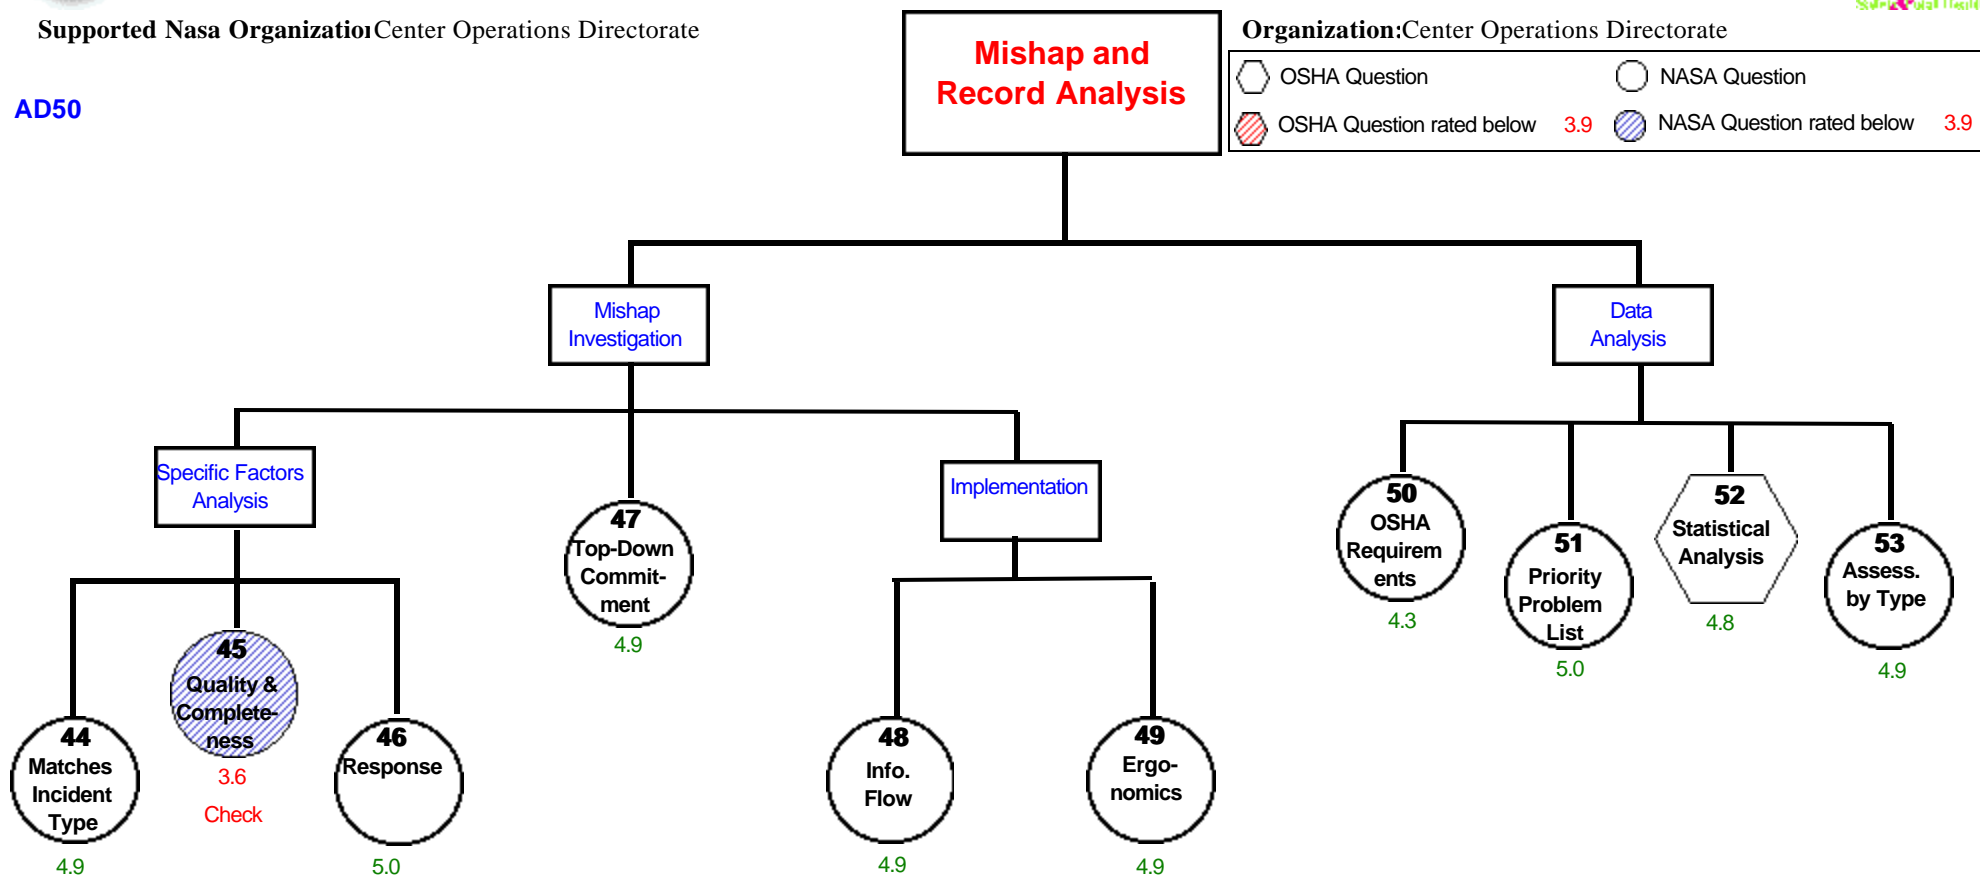 Supported Nasa Organization Center Operations Directorate
Organization: Center Operations Directorate
AD50
Mishap and
Record Analysis
OSHA Question
NASA Question
OSHA Question rated below 3.9
NASA Question rated below 3.9
Mishap
Investigation
Data
Analysis
Specific Factors
Analysis
Implementation
47
Top-Down
Commit-
ment
4.9
50
OSHA
Requirem
ents
4.3
51
Priority
Problem
List
5.0
52
Statistical
Analysis
4.8
53
Assess.
by Type
4.9
44
Matches
Incident
Type
4.9
45
Quality &
Complete-
ness
3.6
Check
46
Response
5.0
48
Info.
Flow
4.9
49
Ergo-
nomics
4.9